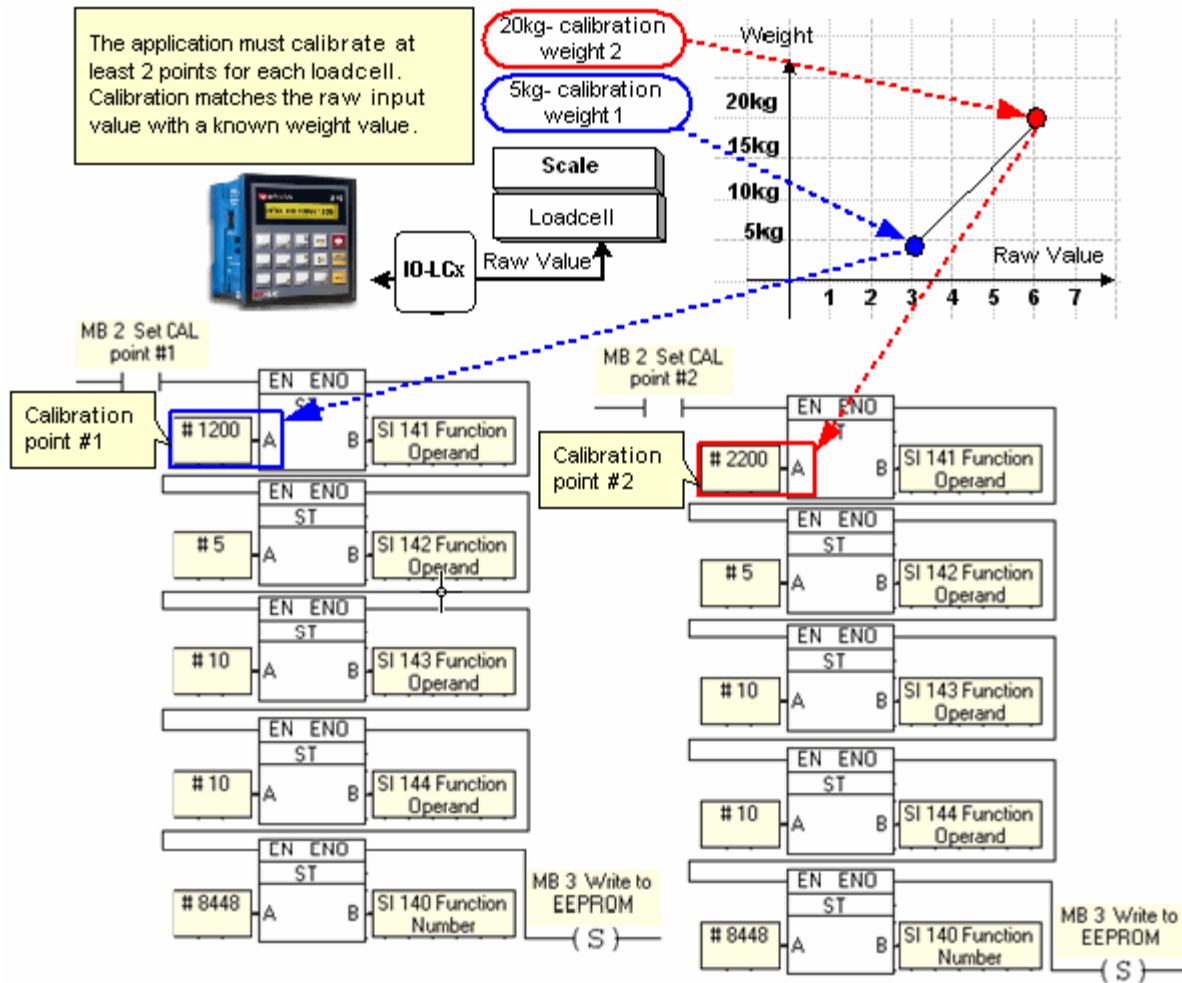 The application must calibrate at
least 2 points for each loadcell.
Calibration matches the raw input
value with a known weight value.
20kg- calibration
weight 2
5kg- calibration
weight 1
Weight
20kg
15kg
10kg
5kg
Raw Value
1 2 3 4 5 6 7
Scale
Loadcell
IO-LCx
Raw Value
MB 2 Set CAL
point #1
Calibration
point #1
EN ENO
# 1200
A
B
SI 141 Function
Operand
EN ENO
ST
# 5
A
B
SI 142 Function
Operand
EN ENO
ST
# 10
A
B
SI 143 Function
Operand
EN ENO
ST
# 10
A
B
SI 144 Function
Operand
EN ENO
ST
# 8448
A
B
SI 140 Function
Number
MB 3 Write to
EEPROM
( S )
MB 2 Set CAL
point #2
Calibration
point #2
EN ENO
# 2200
A
B
SI 141 Function
Operand
EN ENO
ST
# 5
A
B
SI 142 Function
Operand
EN ENO
ST
# 10
A
B
SI 143 Function
Operand
EN ENO
ST
# 10
A
B
SI 144 Function
Operand
EN ENO
ST
# 8448
A
B
SI 140 Function
Number
MB 3 Write to
EEPROM
( S )